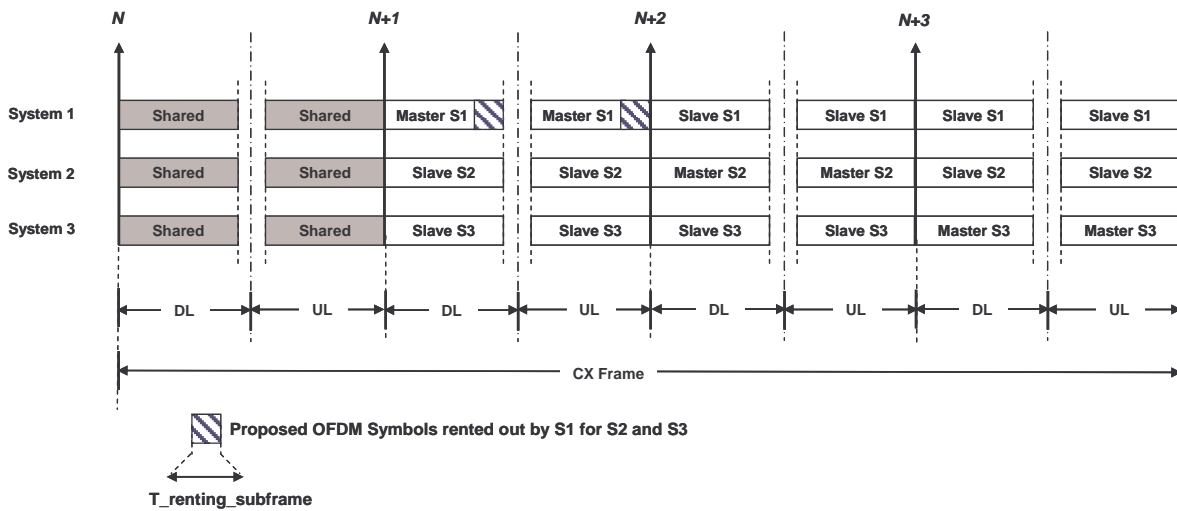 N N+1 N+2 N+3
System 1 Shared Shared Master S1 Master S1 Slave S1 Slave S1 Slave S1 Slave S1
System 2 Shared Shared Slave S2 Slave S2 Master S2 Master S2 Slave S2 Slave S2
System 3 Shared Shared Slave S3 Slave S3 Slave S3 Slave S3 Master S3 Master S3
DL UL DL UL DL UL DL UL
CX Frame
Proposed OFDM Symbols rented out by S1 for S2 and S3
T_renting_subframe